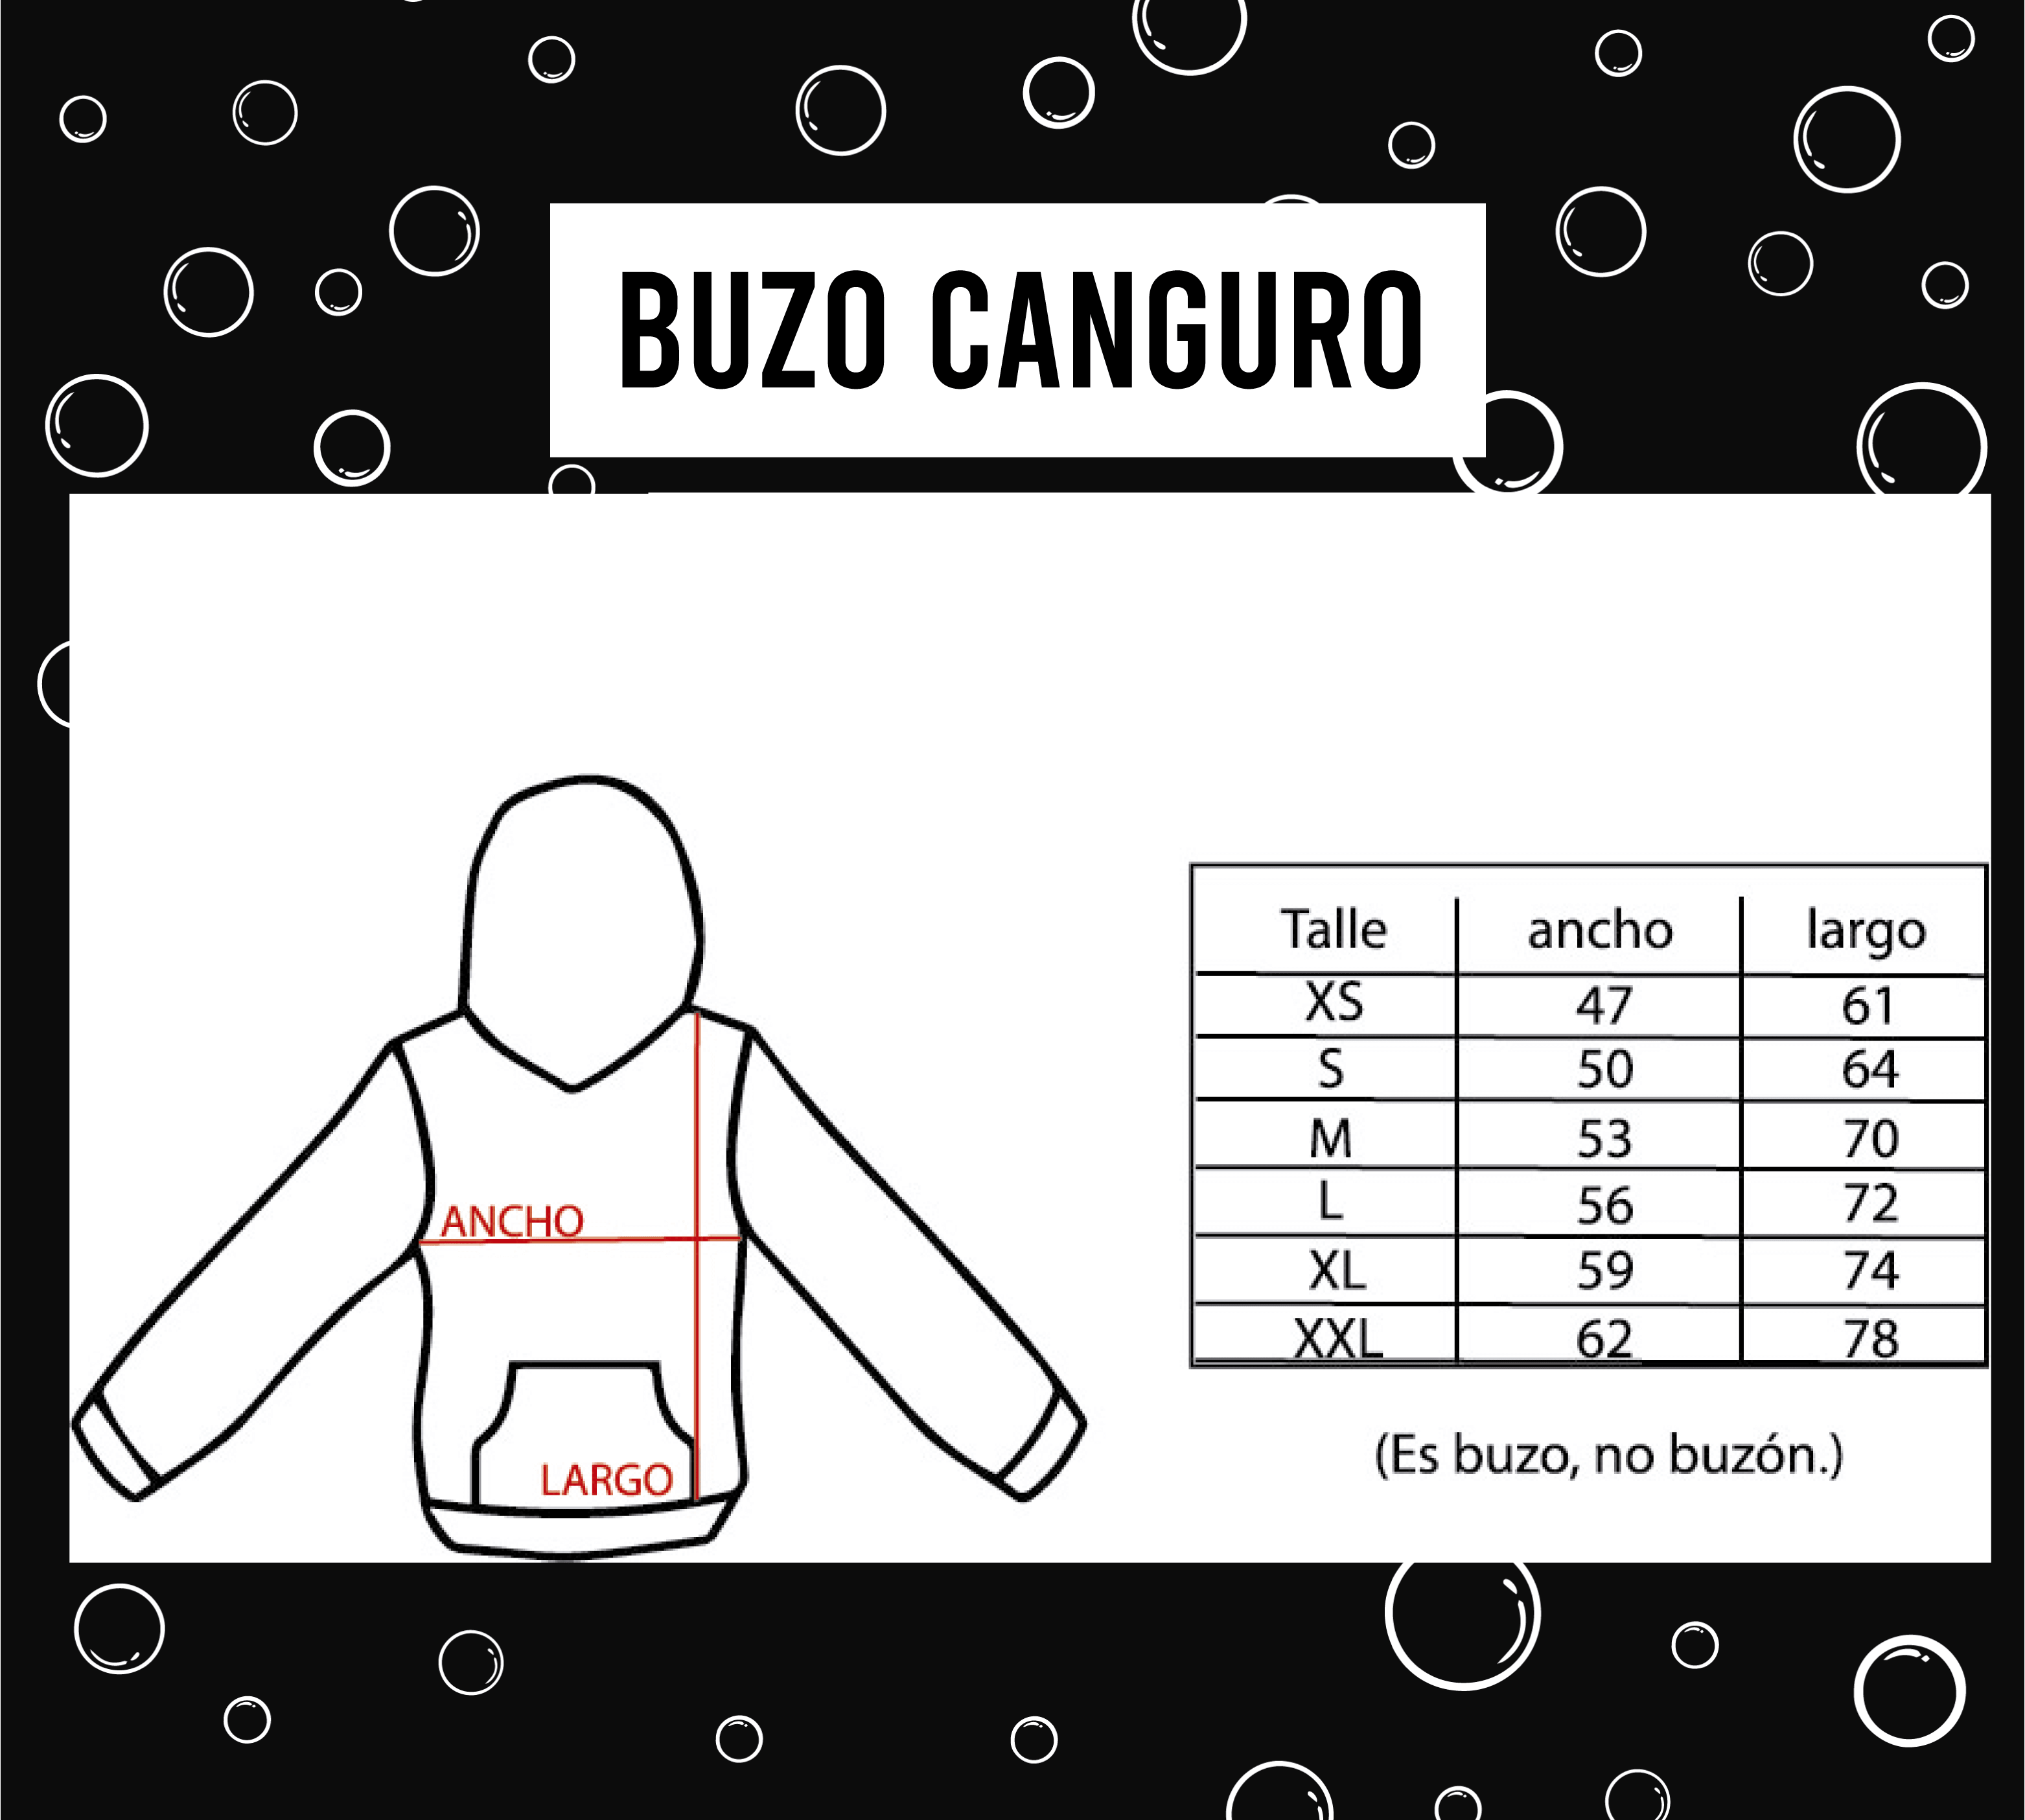 BUZO CANGURO
Talle ancho largo
XS 47 61
S 50 64
M 53 70
L 56 72
XL 59 74
XXL 62 78
ANCHO
LARGO
(Es buzo, no buzón.)